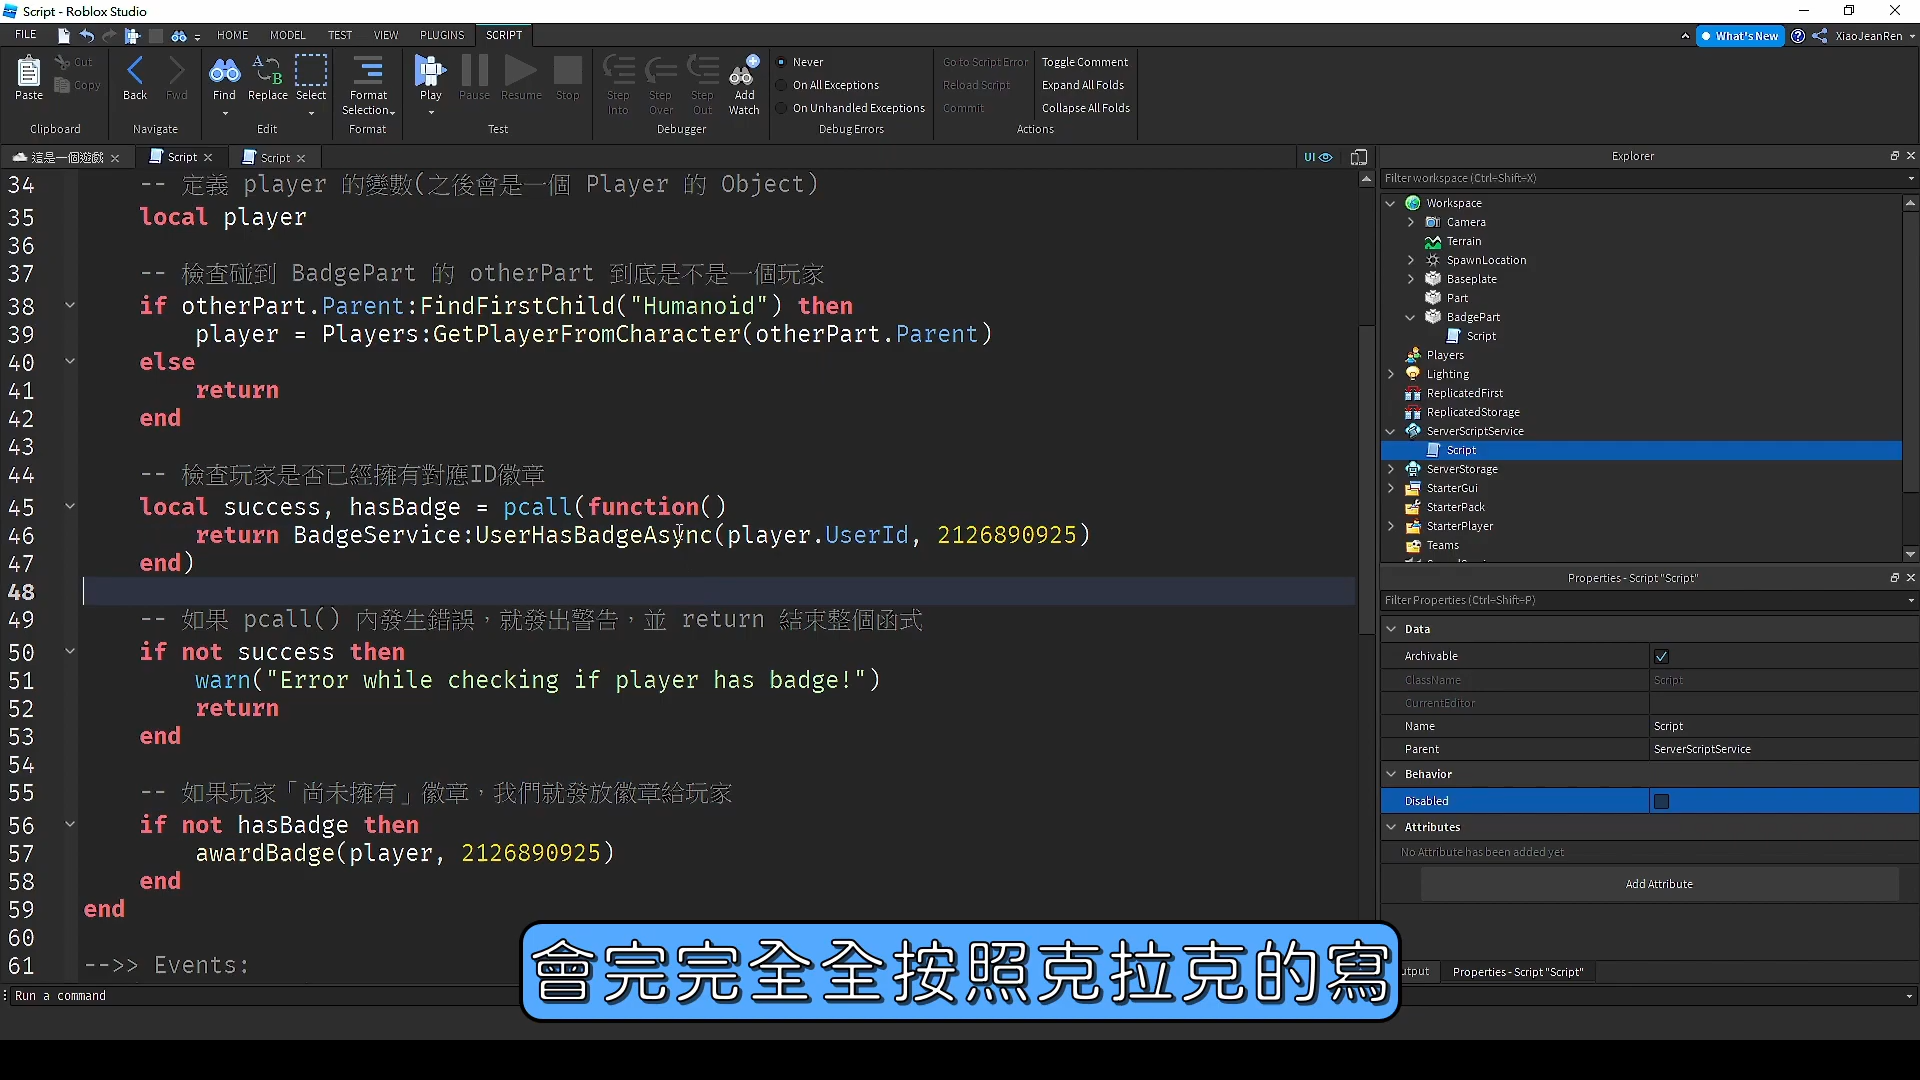 Script - Roblox Studio
FILE HOME MODEL TEST VIEW PLUGINS SCRIPT What's New XiaoJeanRen
Paste Cut Copy Back Fwd Find Replace Select Format Selection Play Pause Resume Stop Step Into Step Over Step Out Add Watch
Never
On All Exceptions
On Unhandled Exceptions
Go to Script Error
Reload Script
Commit
Toggle Comment
Expand All Folds
Collapse All Folds
Clipboard Navigate Edit Format Test Debugger Debug Errors Actions
這是一個遊戲 Script Script UI
34 -- 定義 player 的變數(之後會是一個 Player 的 Object)
35 local player
36
37 -- 檢查碰到 BadgePart 的 otherPart 到底是不是一個玩家
38 if otherPart.Parent:FindFirstChild("Humanoid") then
39 player = Players:GetPlayerFromCharacter(otherPart.Parent)
40 else
41 return
42 end
43
44 -- 檢查玩家是否已經擁有對應ID徽章
45 local success, hasBadge = pcall(function()
46 return BadgeService:UserHasBadgeAsync(player.UserId, 2126890925)
47 end)
48
49 -- 如果 pcall() 內發生錯誤，就發出警告，並 return 結束整個函式
50 if not success then
51 warn("Error while checking if player has badge!")
52 return
53 end
54
55 -- 如果玩家「尚未擁有」徽章，我們就發放徽章給玩家
56 if not hasBadge then
57 awardBadge(player, 2126890925)
58 end
59 end
60
61 -->> Events:
Run a command
會完完全全按照克拉克的寫
Explorer
Filter workspace (Ctrl+Shift+X)
Workspace
Camera
Terrain
SpawnLocation
Baseplate
Part
BadgePart
Script
Players
Lighting
ReplicatedFirst
ReplicatedStorage
ServerScriptService
Script
ServerStorage
StarterGui
StarterPack
StarterPlayer
Teams
Properties - Script "Script"
Filter Properties (Ctrl+Shift+P)
Data
Archivable
ClassName Script
CurrentEditor
Name Script
Parent ServerScriptService
Behavior
Disabled
Attributes
No Attribute has been added yet
Add Attribute
utput Properties - Script "Script"